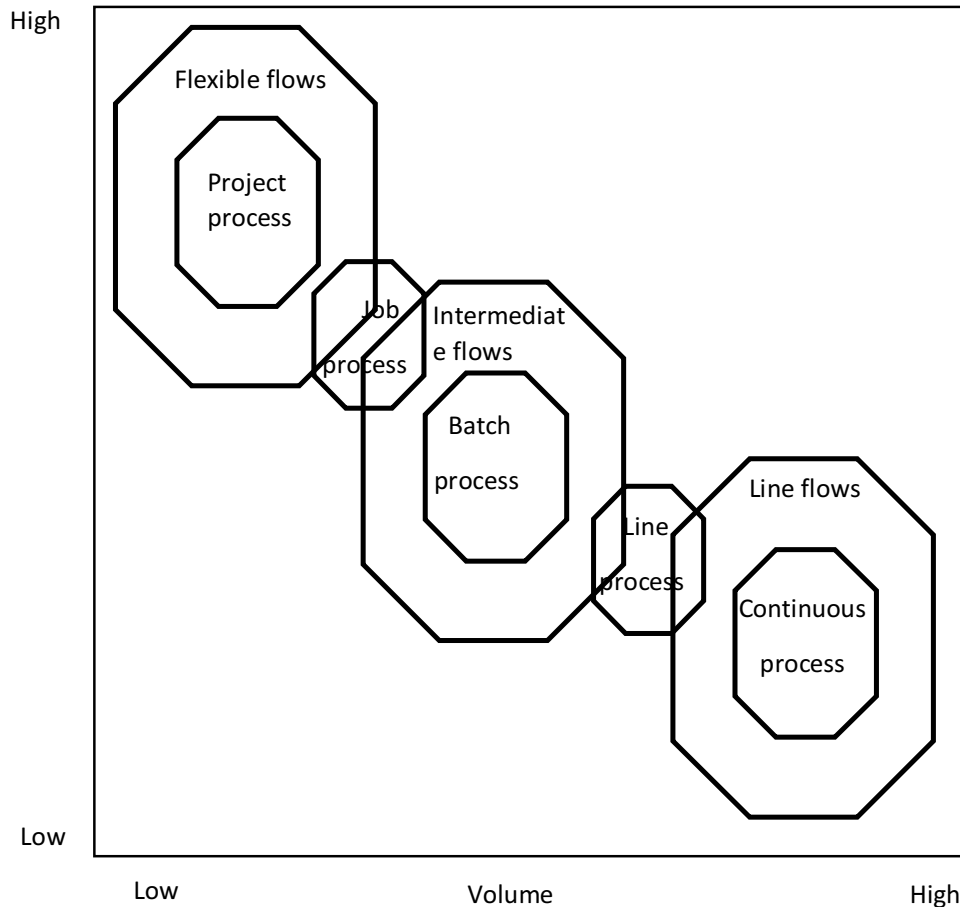 High
Flexible flows
Project
process
Job
process
Intermediat
e flows
Batch
process
Line
process
Line flows
Continuous
process
Low
Low
Volume
High